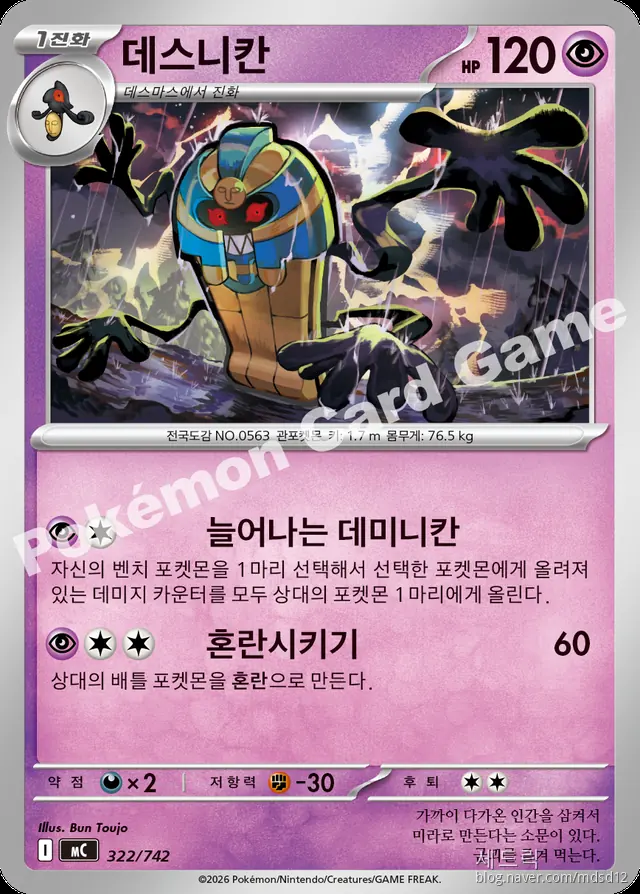 1진화
데스니칸
HP 120
데스마스에서 진화
전국도감 NO.0563 관포켓몬 키: 1.7 m 몸무게: 76.5 kg
Pokémon Card Game
늘어나는 데미니칸
자신의 벤치 포켓몬을 1마리 선택해서 선택한 포켓몬에게 올려져
있는 데미지 카운터를 모두 상대의 포켓몬 1마리에게 올린다.
혼란시키기 60
상대의 배틀 포켓몬을 혼란으로 만든다.
약점 ×2 저항력 -30 후퇴
Illus. Bun Toujo
I mC 322/742
가까이 다가온 인간을 삼켜서
미라로 만든다는 소문이 있다.
즐겨 먹는다.
©2026 Pokémon/Nintendo/Creatures/GAME FREAK.
blog.naver.com/mdsd12